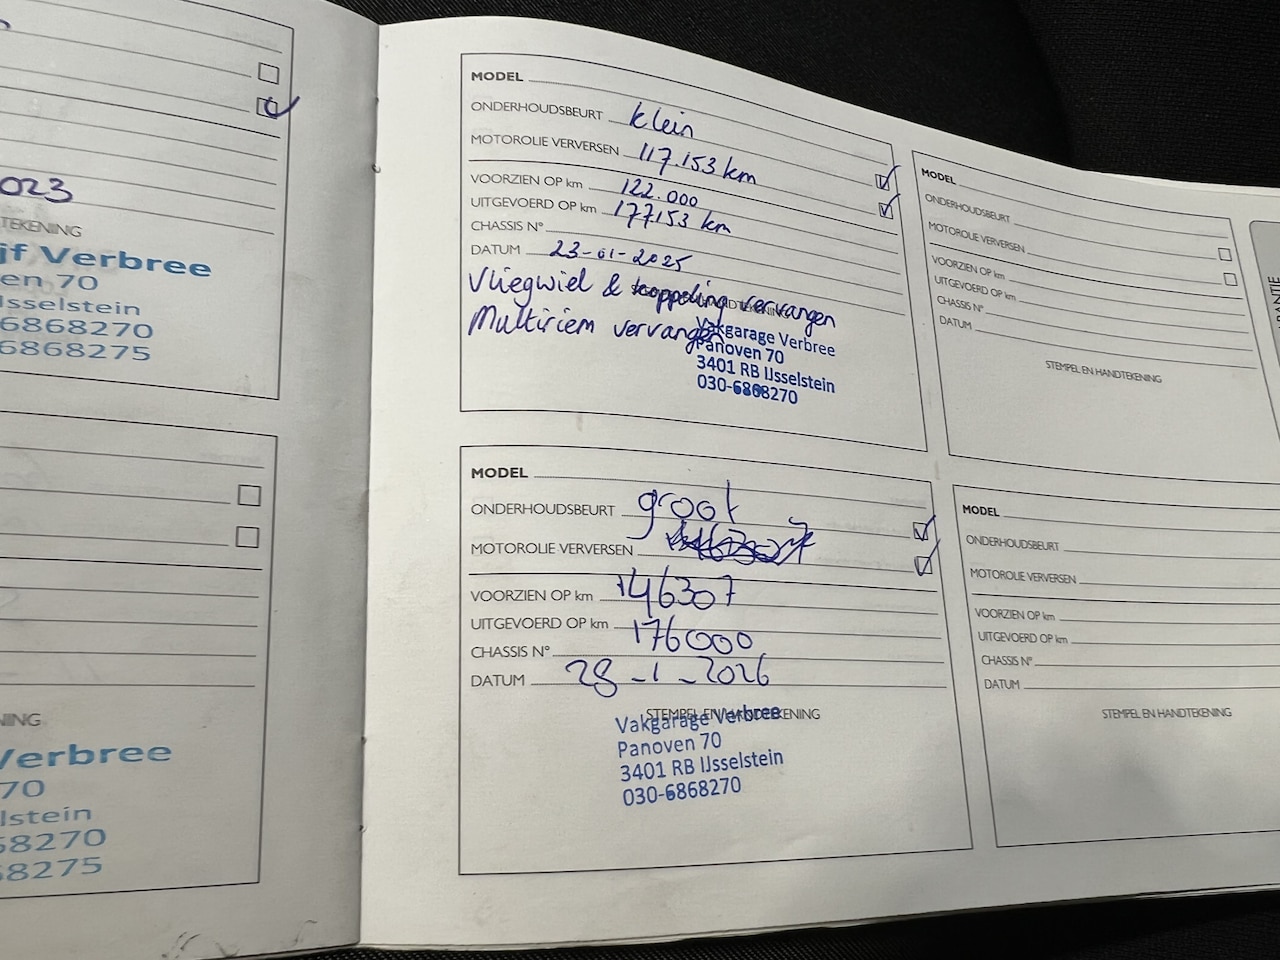 2023
TEKENING
jf Verbree
en 70
IJsselstein
6868270
6868275
NING
Verbree
70
lstein
68270
68275
MODEL
ONDERHOUDSBEURT klein
MOTOROLIE VERVERSEN 117.153 km
VOORZIEN OP km 122.000
UITGEVOERD OP km 177153 km
CHASSIS N°
DATUM 23-01-2025
Vliegwiel & koppeling vervangen
Multiriem vervangen
Vakgarage Verbree
Panoven 70
3401 RB IJsselstein
030-6868270
MODEL
ONDERHOUDSBEURT groot
MOTOROLIE VERVERSEN
VOORZIEN OP km 146307
UITGEVOERD OP km 176000
CHASSIS N°
DATUM 28-1-2026
STEMPEL EN HANDTEKENING
Vakgarage Verbree
Panoven 70
3401 RB IJsselstein
030-6868270
MODEL
ONDERHOUDSBEURT
MOTOROLIE VERVERSEN
VOORZIEN OP km
UITGEVOERD OP km
CHASSIS N°
DATUM
STEMPEL EN HANDTEKENING
MODEL
ONDERHOUDSBEURT
MOTOROLIE VERVERSEN
VOORZIEN OP km
UITGEVOERD OP km
CHASSIS N°
DATUM
STEMPEL EN HANDTEKENING